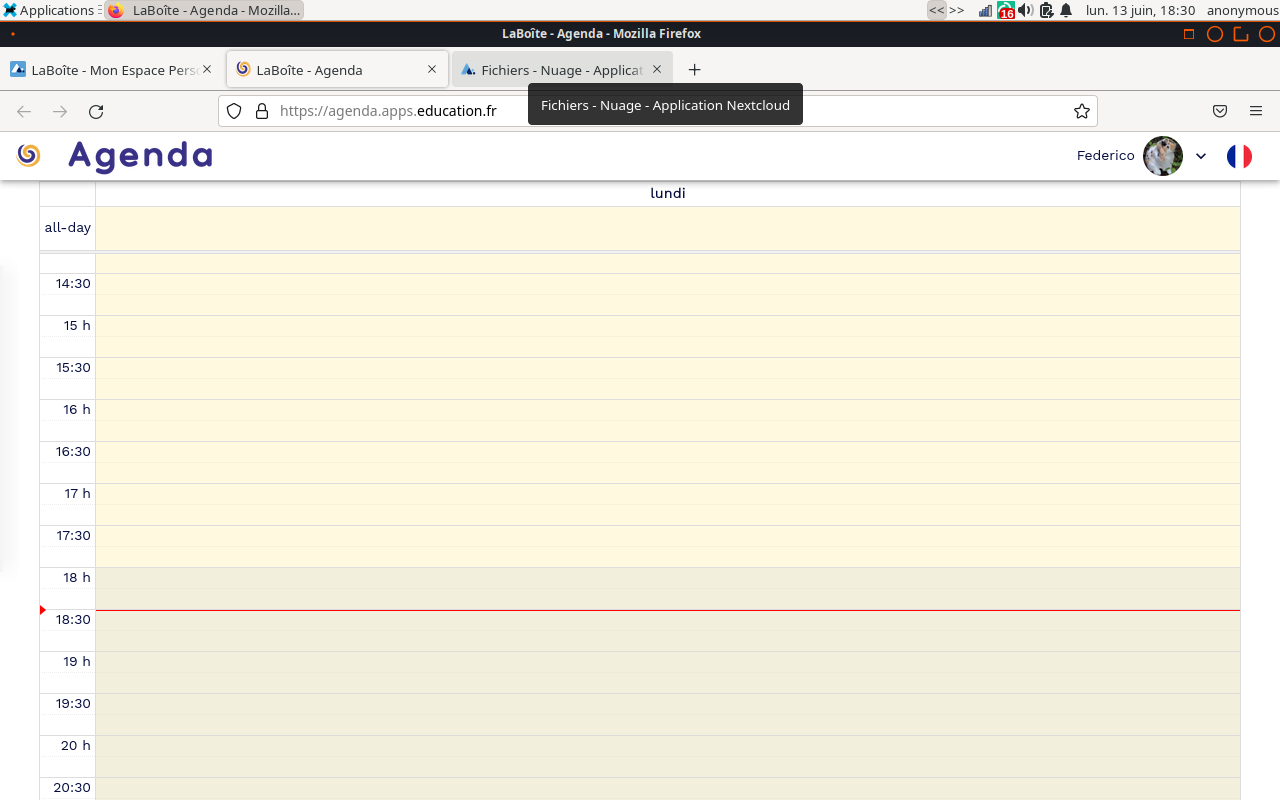 Applications LaBoîte - Agenda - Mozilla... << >> 16 lun. 13 juin, 18:30 anonymous
LaBoîte - Agenda - Mozilla Firefox
LaBoîte - Mon Espace Pers LaBoîte - Agenda Fichiers - Nuage - Applicat
https://agenda.apps.education.fr
Fichiers - Nuage - Application Nextcloud
Agenda Federico
lundi
all-day
14:30
15 h
15:30
16 h
16:30
17 h
17:30
18 h
18:30
19 h
19:30
20 h
20:30